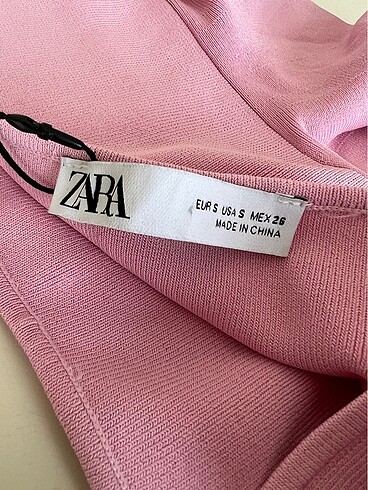 ZARA
EUR S USA S MEX 26
MADE IN CHINA